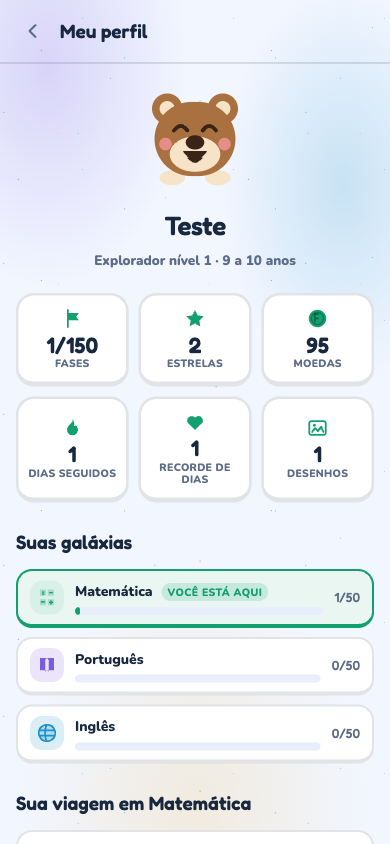 Meu perfil
Teste
Explorador nível 1 · 9 a 10 anos
1/150
FASES
2
ESTRELAS
95
MOEDAS
1
DIAS SEGUIDOS
1
RECORDE DE
DIAS
1
DESENHOS
Suas galáxias
Matemática VOCÊ ESTÁ AQUI 1/50
Português 0/50
Inglês 0/50
Sua viagem em Matemática